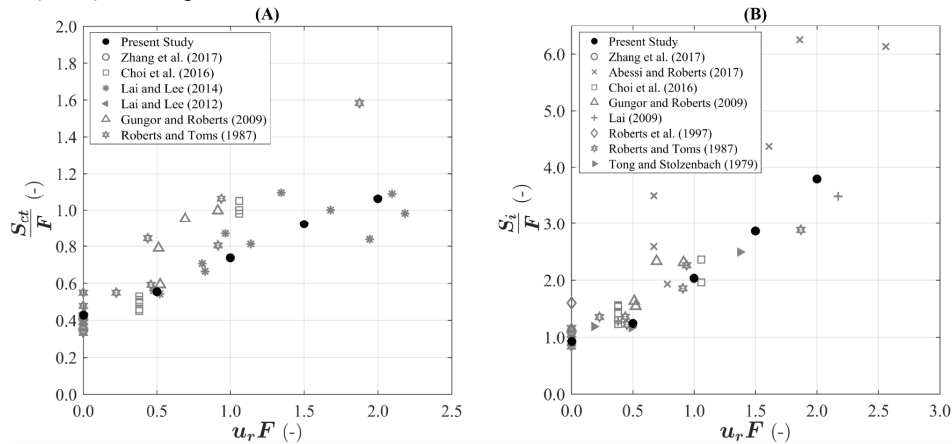 (A)
2.0
1.8
1.6
1.4
1.2
1.0
0.8
0.6
0.4
0.2
0.0
S_ct/F (-)
Present Study
Zhang et al. (2017)
Choi et al. (2016)
Lai and Lee (2014)
Lai and Lee (2012)
Gungor and Roberts (2009)
Roberts and Toms (1987)
0.0 0.5 1.0 1.5 2.0 2.5
u_rF (-)
(B)
6.0
5.0
4.0
3.0
2.0
1.0
0.0
S_i/F (-)
Present Study
Zhang et al. (2017)
Abessi and Roberts (2017)
Choi et al. (2016)
Gungor and Roberts (2009)
Lai (2009)
Roberts et al. (1997)
Roberts and Toms (1987)
Tong and Stolzenbach (1979)
0.0 0.5 1.0 1.5 2.0 2.5 3.0
u_rF (-)